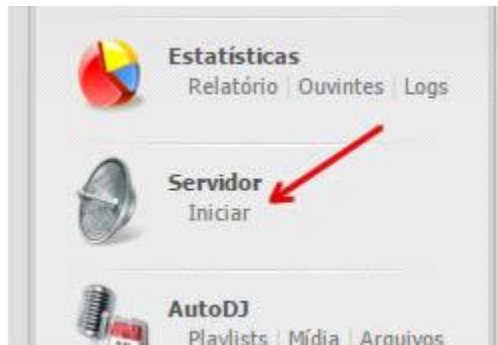 Estatísticas
Relatório | Ouvintes | Logs
Servidor
Iniciar
AutoDJ
Playlists | Mídia | Arquivos